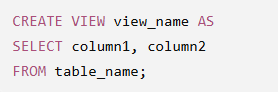 CREATE VIEW view_name AS
SELECT column1, column2
FROM table_name;